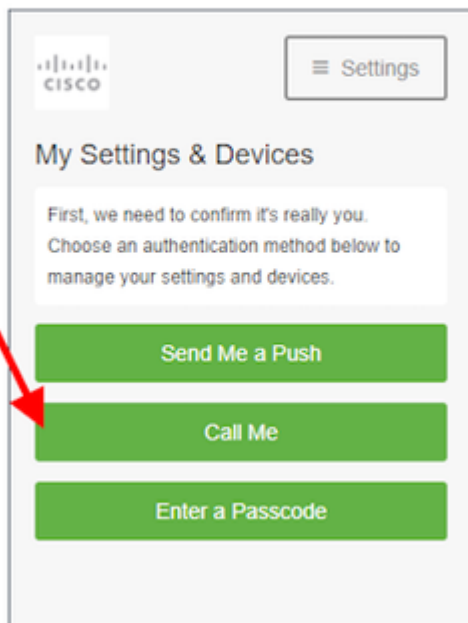 CISCO
≡ Settings
My Settings & Devices
First, we need to confirm it's really you.
Choose an authentication method below to
manage your settings and devices.
Send Me a Push
Call Me
Enter a Passcode